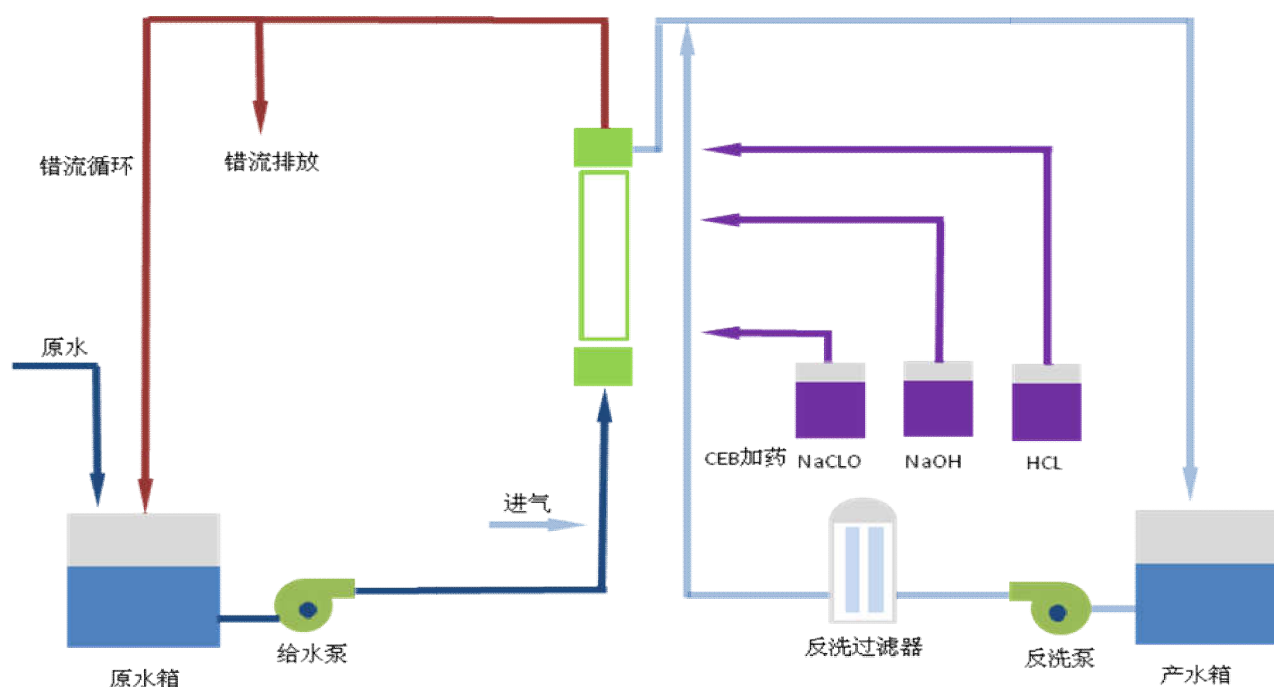 错流循环
错流排放
原水
进气
CEB加药
NaCLO
NaOH
HCL
给水泵
反洗过滤器
反洗泵
原水箱
产水箱